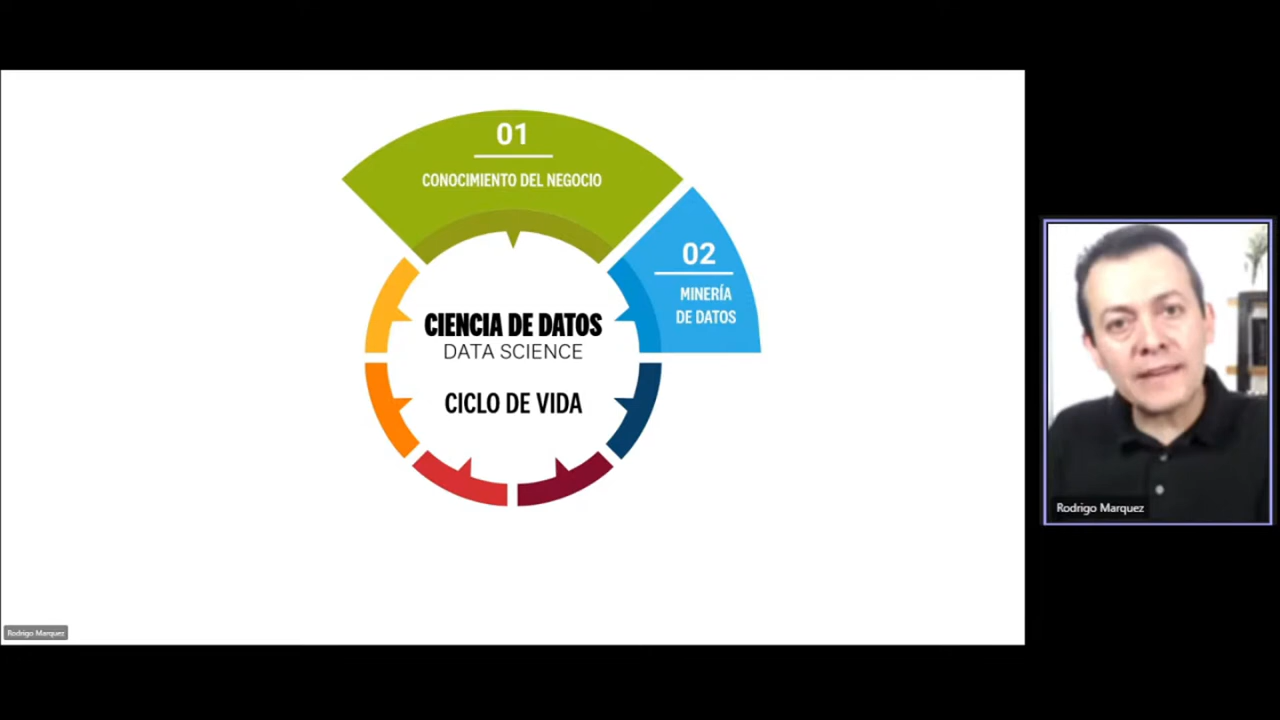 01
CONOCIMIENTO DEL NEGOCIO
02
MINERÍA
DE DATOS
CIENCIA DE DATOS
DATA SCIENCE
CICLO DE VIDA
Rodrigo Marquez
Rodrigo Marquez